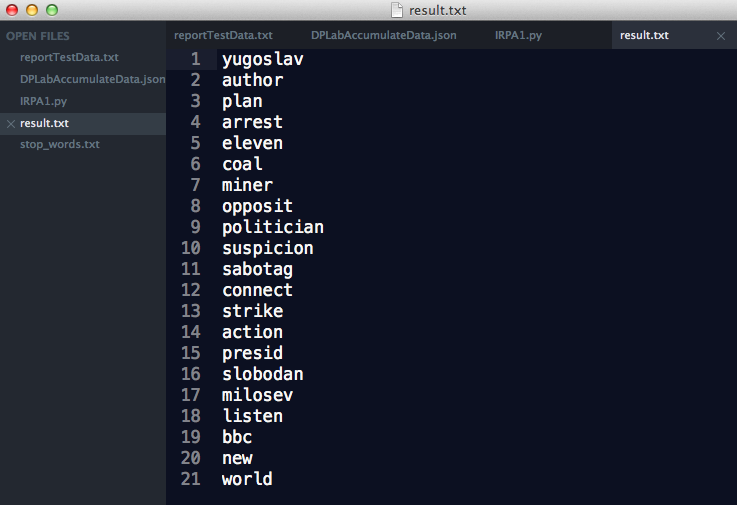 result.txt
OPEN FILES
reportTestData.txt
DPLabAccumulateData.json
IRPA1.py
result.txt
stop_words.txt
reportTestData.txt DPLabAccumulateData.json IRPA1.py result.txt
1 yugoslav
2 author
3 plan
4 arrest
5 eleven
6 coal
7 miner
8 opposit
9 politician
10 suspicion
11 sabotag
12 connect
13 strike
14 action
15 presid
16 slobodan
17 milosev
18 listen
19 bbc
20 new
21 world